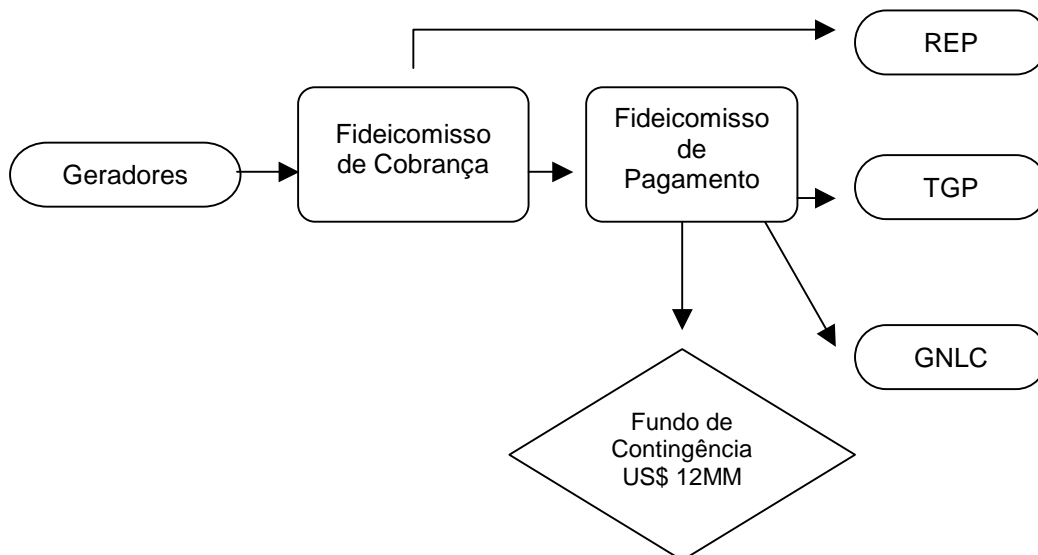 REP
Fideicomisso
de Cobrança
Fideicomisso
de
Pagamento
Geradores
TGP
GNLC
Fundo de
Contingência
US$ 12MM